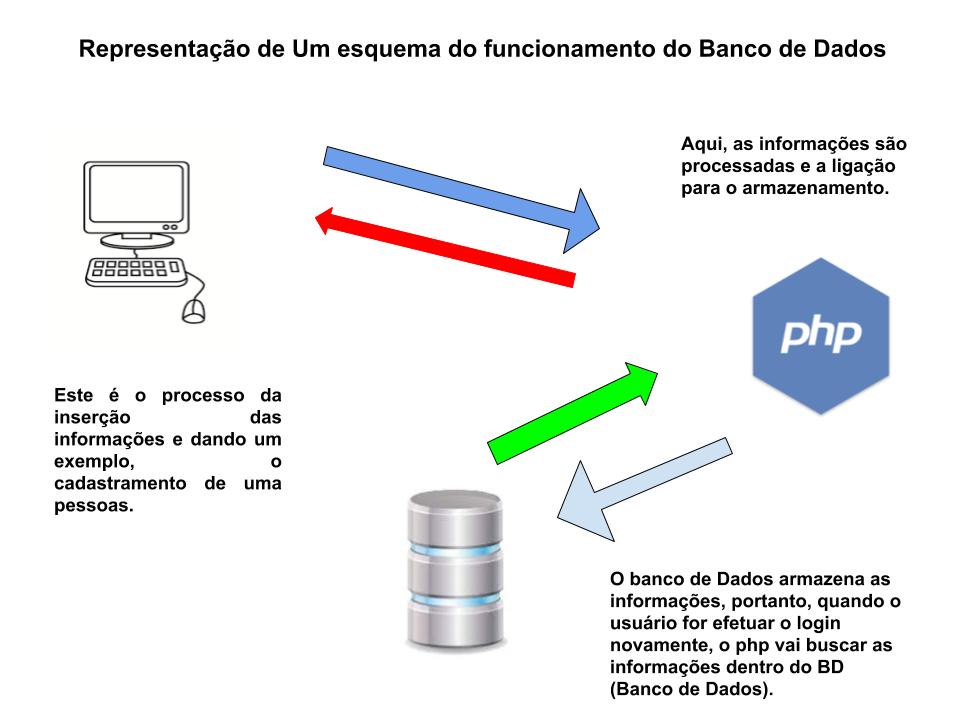 Representação de Um esquema do funcionamento do Banco de Dados
Aqui, as informações são
processadas e a ligação
para o armazenamento.
php
Este é o processo da
inserção das
informações e dando um
exemplo, o
cadastramento de uma
pessoas.
O banco de Dados armazena as
informações, portanto, quando o
usuário for efetuar o login
novamente, o php vai buscar as
informações dentro do BD
(Banco de Dados).